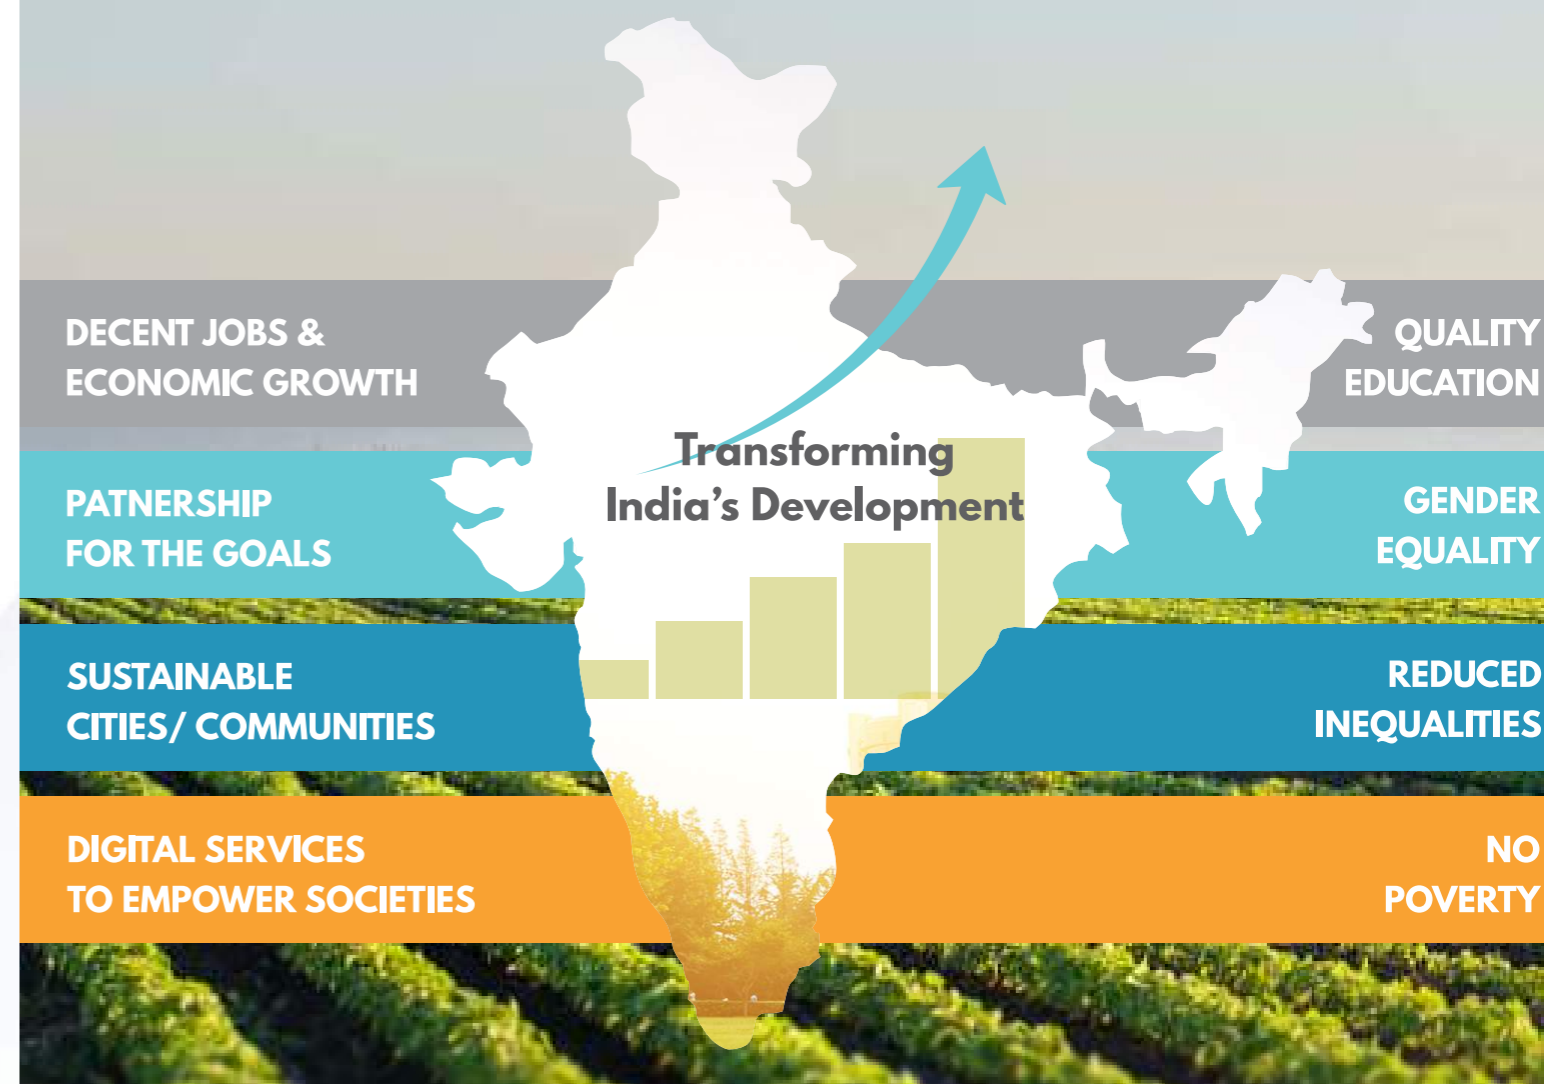 DECENT JOBS &
ECONOMIC GROWTH
QUALITY
EDUCATION
Transforming
India's Development
PATNERSHIP
FOR THE GOALS
GENDER
EQUALITY
SUSTAINABLE
CITIES/ COMMUNITIES
REDUCED
INEQUALITIES
DIGITAL SERVICES
TO EMPOWER SOCIETIES
NO
POVERTY